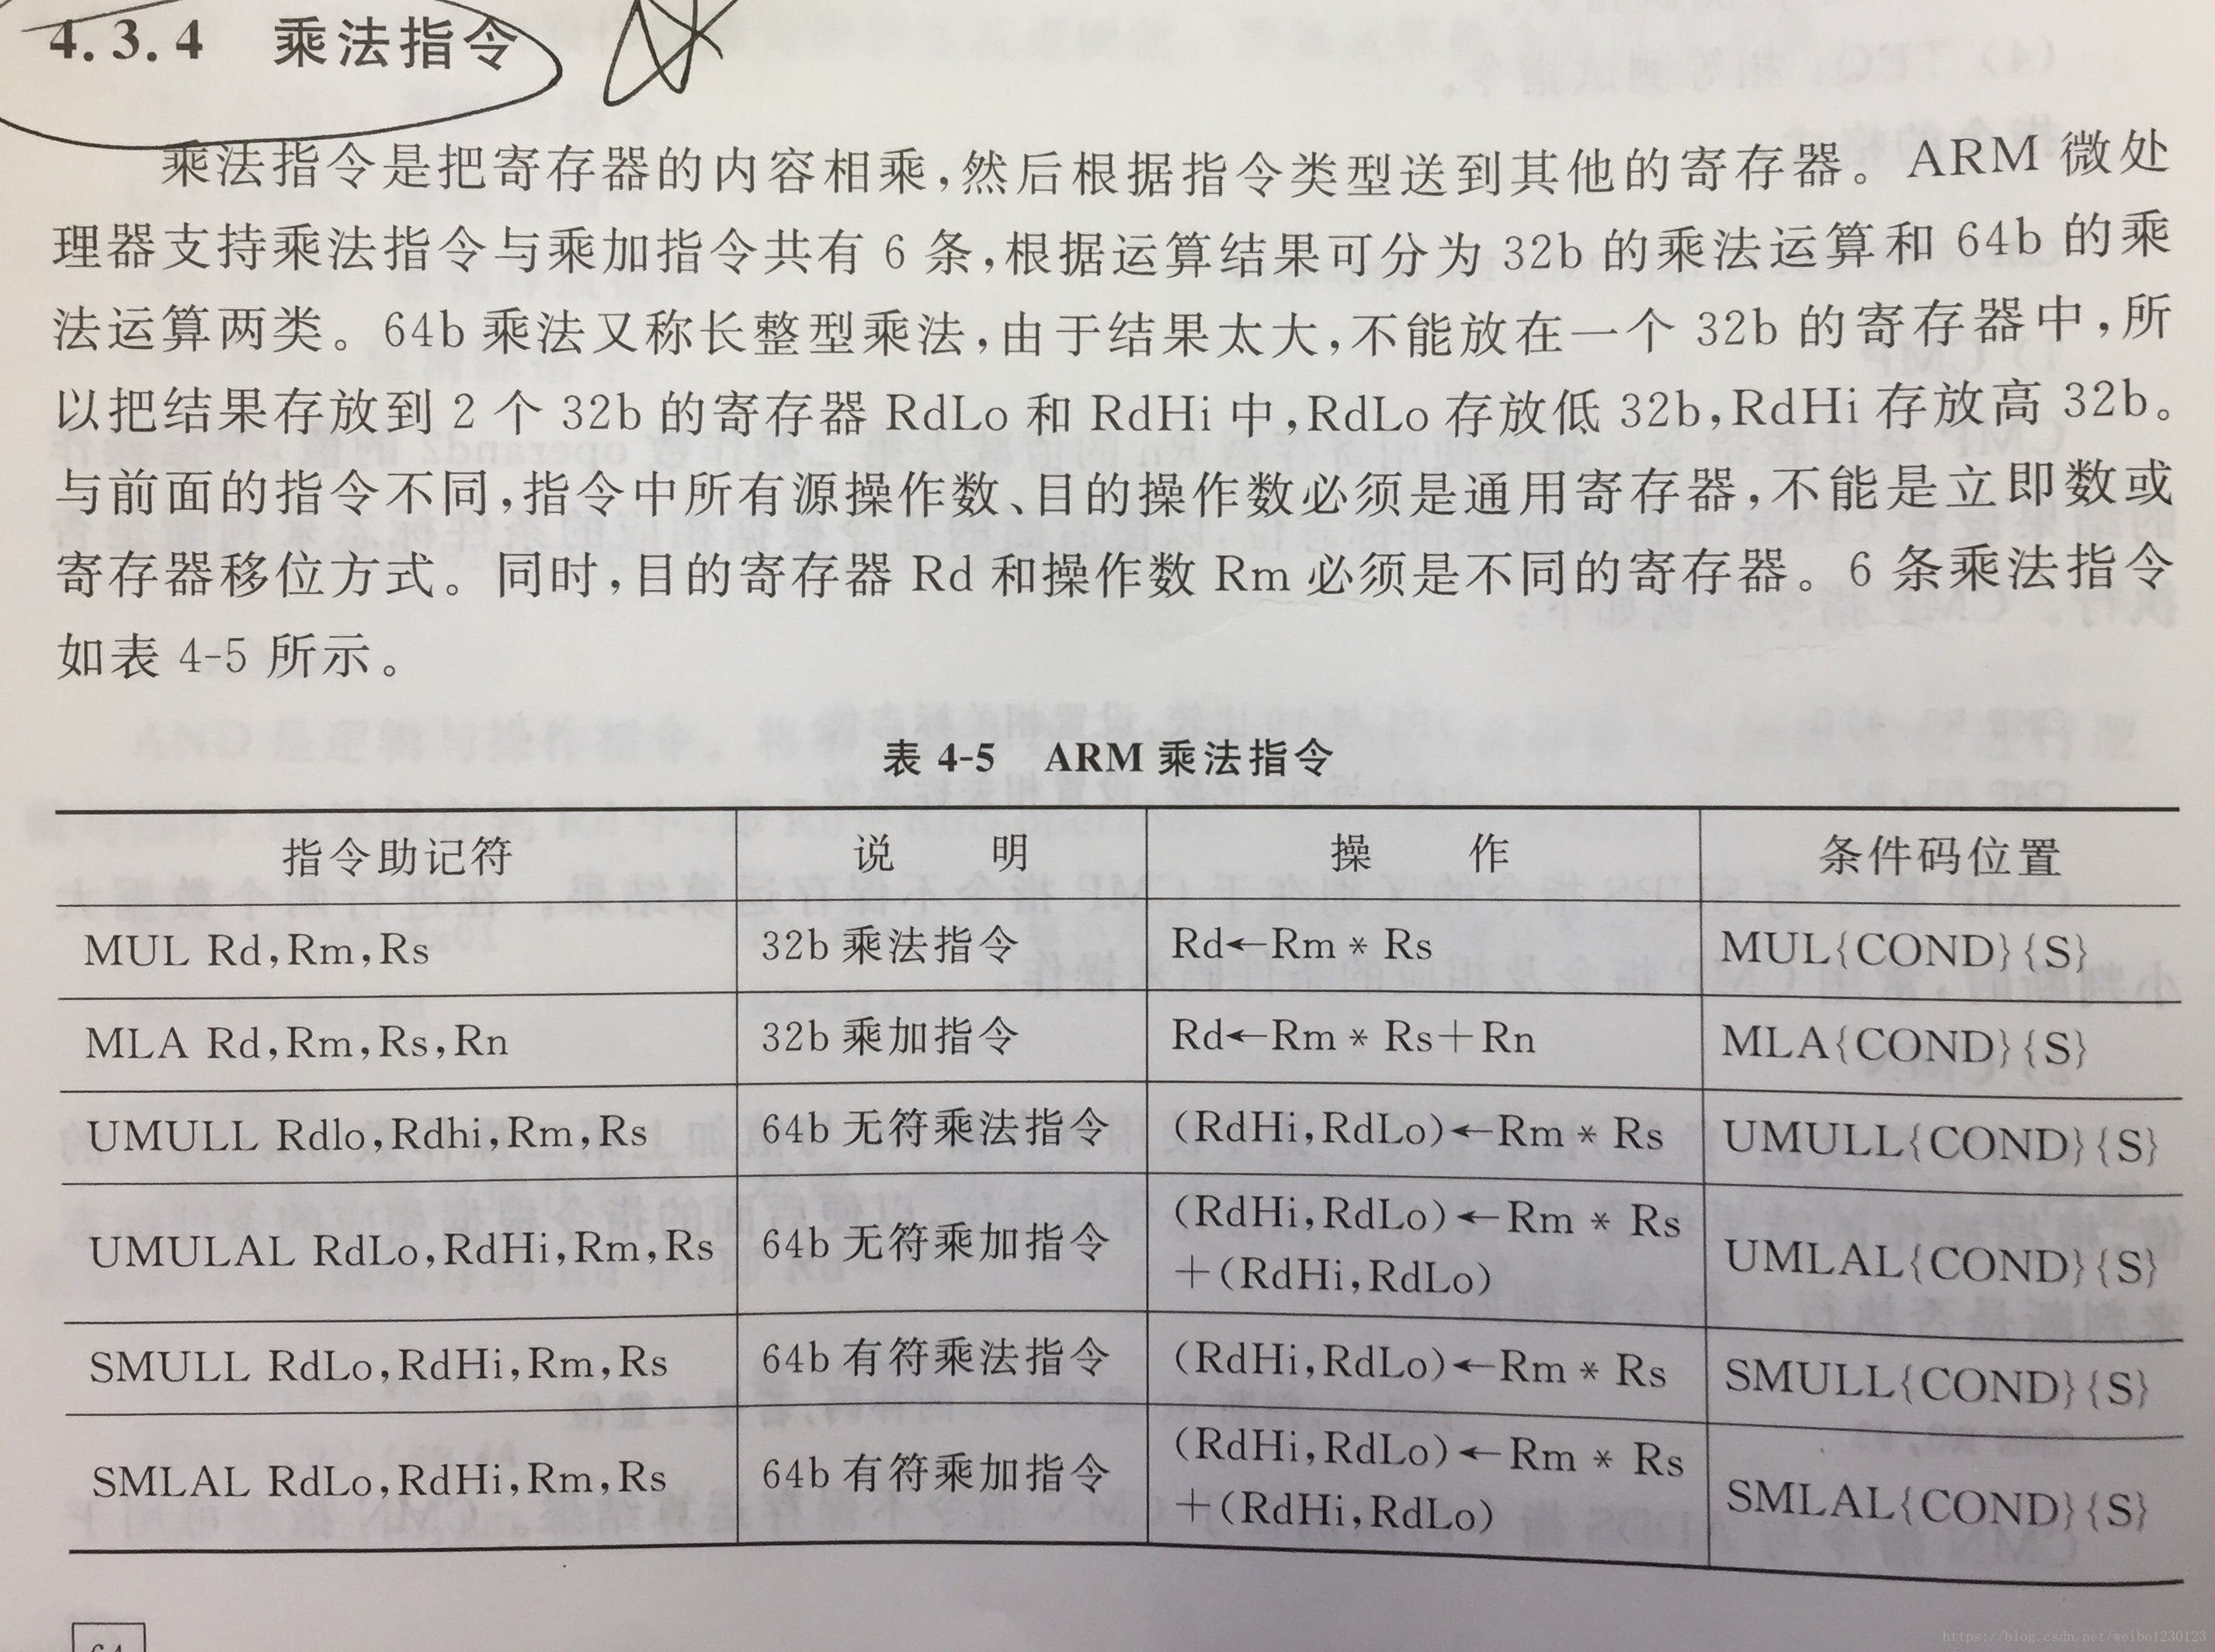 4.3.4 乘法指令
乘法指令是把寄存器的内容相乘,然后根据指令类型送到其他的寄存器。ARM 微处
理器支持乘法指令与乘加指令共有 6 条,根据运算结果可分为 32b 的乘法运算和 64b 的乘
法运算两类。64b 乘法又称长整型乘法,由于结果太大,不能放在一个 32b 的寄存器中,所
以把结果存放到 2 个 32b 的寄存器 RdLo 和 RdHi 中,RdLo 存放低 32b,RdHi 存放高 32b。
与前面的指令不同,指令中所有源操作数、目的操作数必须是通用寄存器,不能是立即数或
寄存器移位方式。同时,目的寄存器 Rd 和操作数 Rm 必须是不同的寄存器。6 条乘法指令
如表 4-5 所示。
表 4-5 ARM 乘法指令
指令助记符 说 明 操 作 条件码位置
MUL Rd,Rm,Rs 32b 乘法指令 Rd←Rm * Rs MUL{COND}{S}
MLA Rd,Rm,Rs,Rn 32b 乘加指令 Rd←Rm * Rs+Rn MLA{COND}{S}
UMULL Rdlo,Rdhi,Rm,Rs 64b 无符乘法指令 (RdHi,RdLo)←Rm * Rs UMULL{COND}{S}
UMULAL RdLo,RdHi,Rm,Rs 64b 无符乘加指令 (RdHi,RdLo)←Rm * Rs
+(RdHi,RdLo) UMLAL{COND}{S}
SMULL RdLo,RdHi,Rm,Rs 64b 有符乘法指令 (RdHi,RdLo)←Rm * Rs SMULL{COND}{S}
SMLAL RdLo,RdHi,Rm,Rs 64b 有符乘加指令 (RdHi,RdLo)←Rm * Rs
+(RdHi,RdLo) SMLAL{COND}{S}
https://blog.csdn.net/weibo1230123